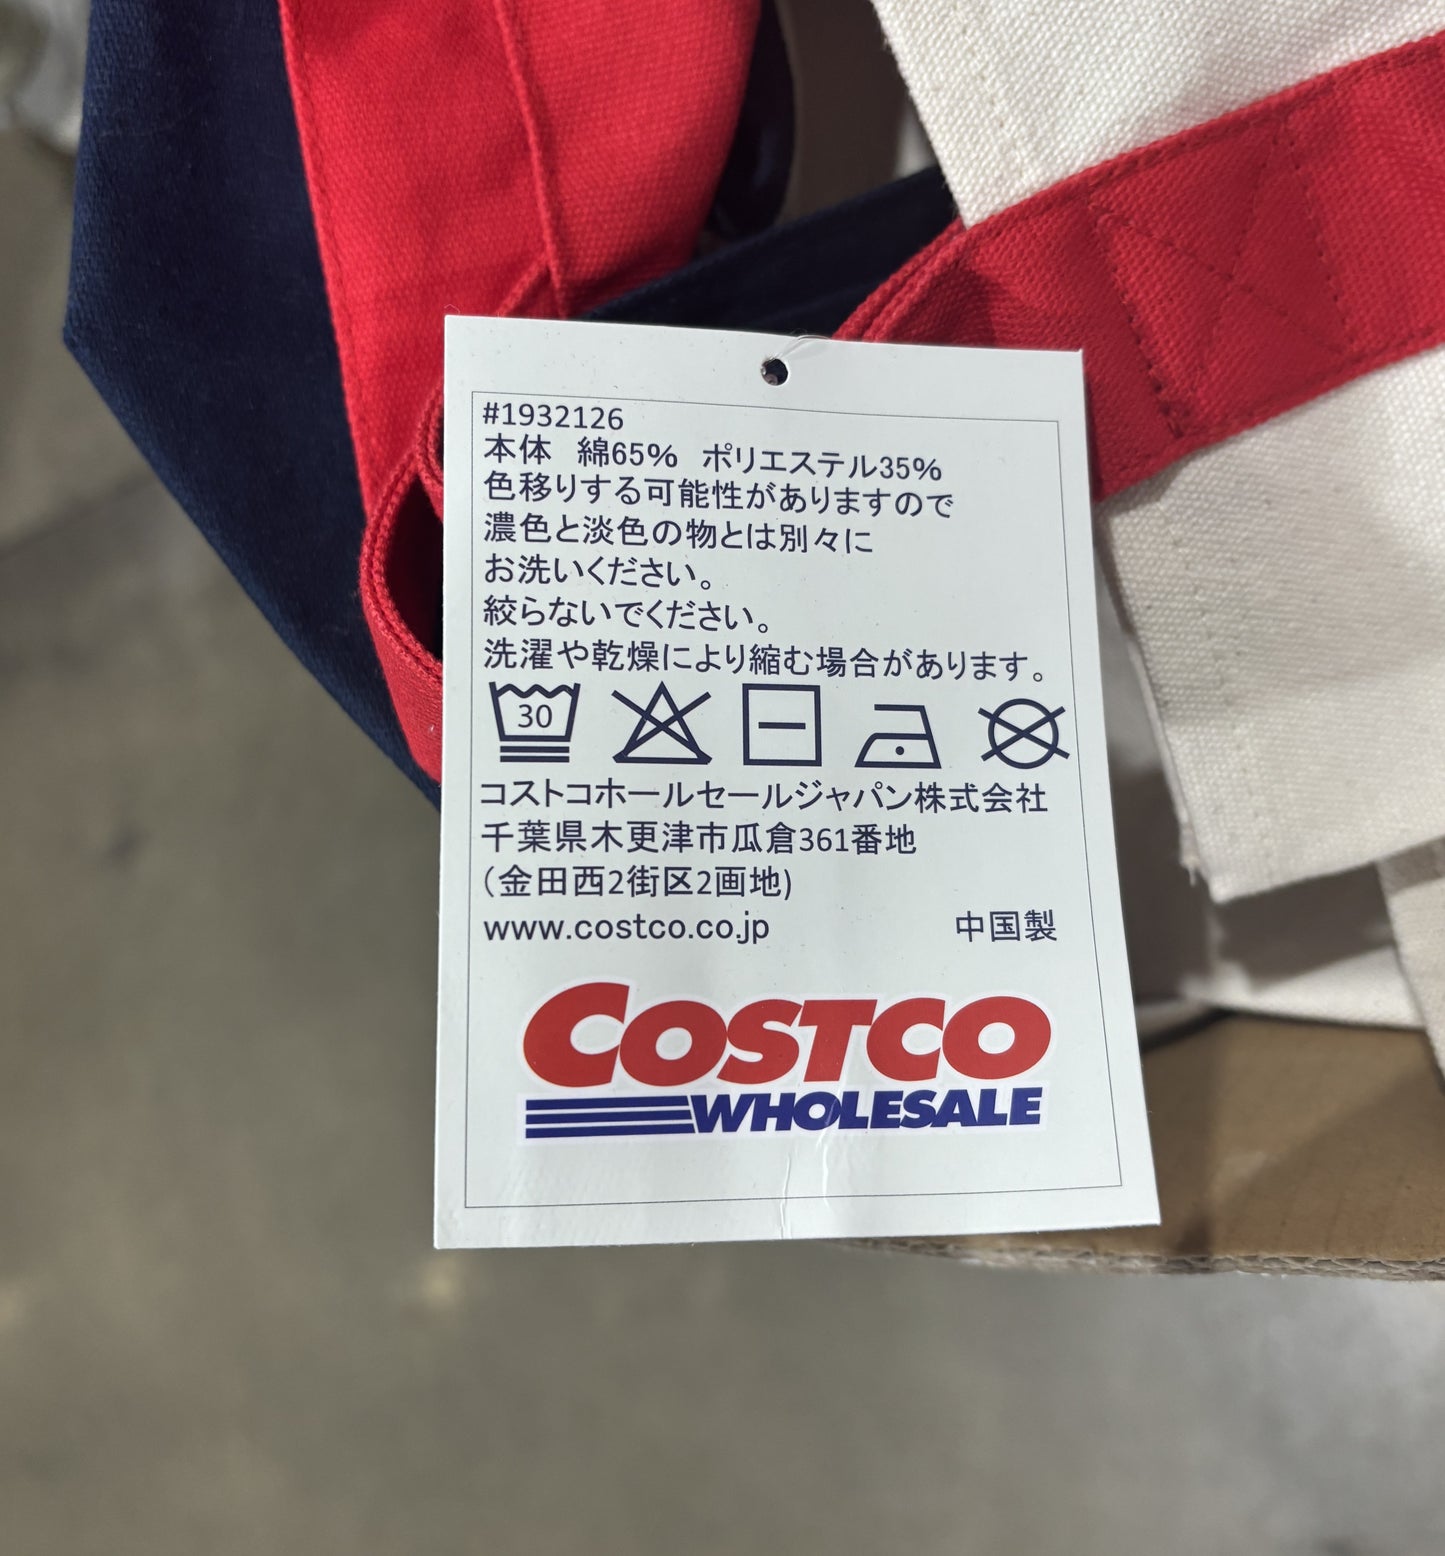 #1932126
本体 綿65% ポリエステル35%
色移りする可能性がありますので
濃色と淡色の物とは別々に
お洗いください。
絞らないでください。
洗濯や乾燥により縮む場合があります。
30
コストコホールセールジャパン株式会社
千葉県木更津市瓜倉361番地
(金田西2街区2画地)
www.costco.co.jp 中国製
COSTCO
WHOLESALE